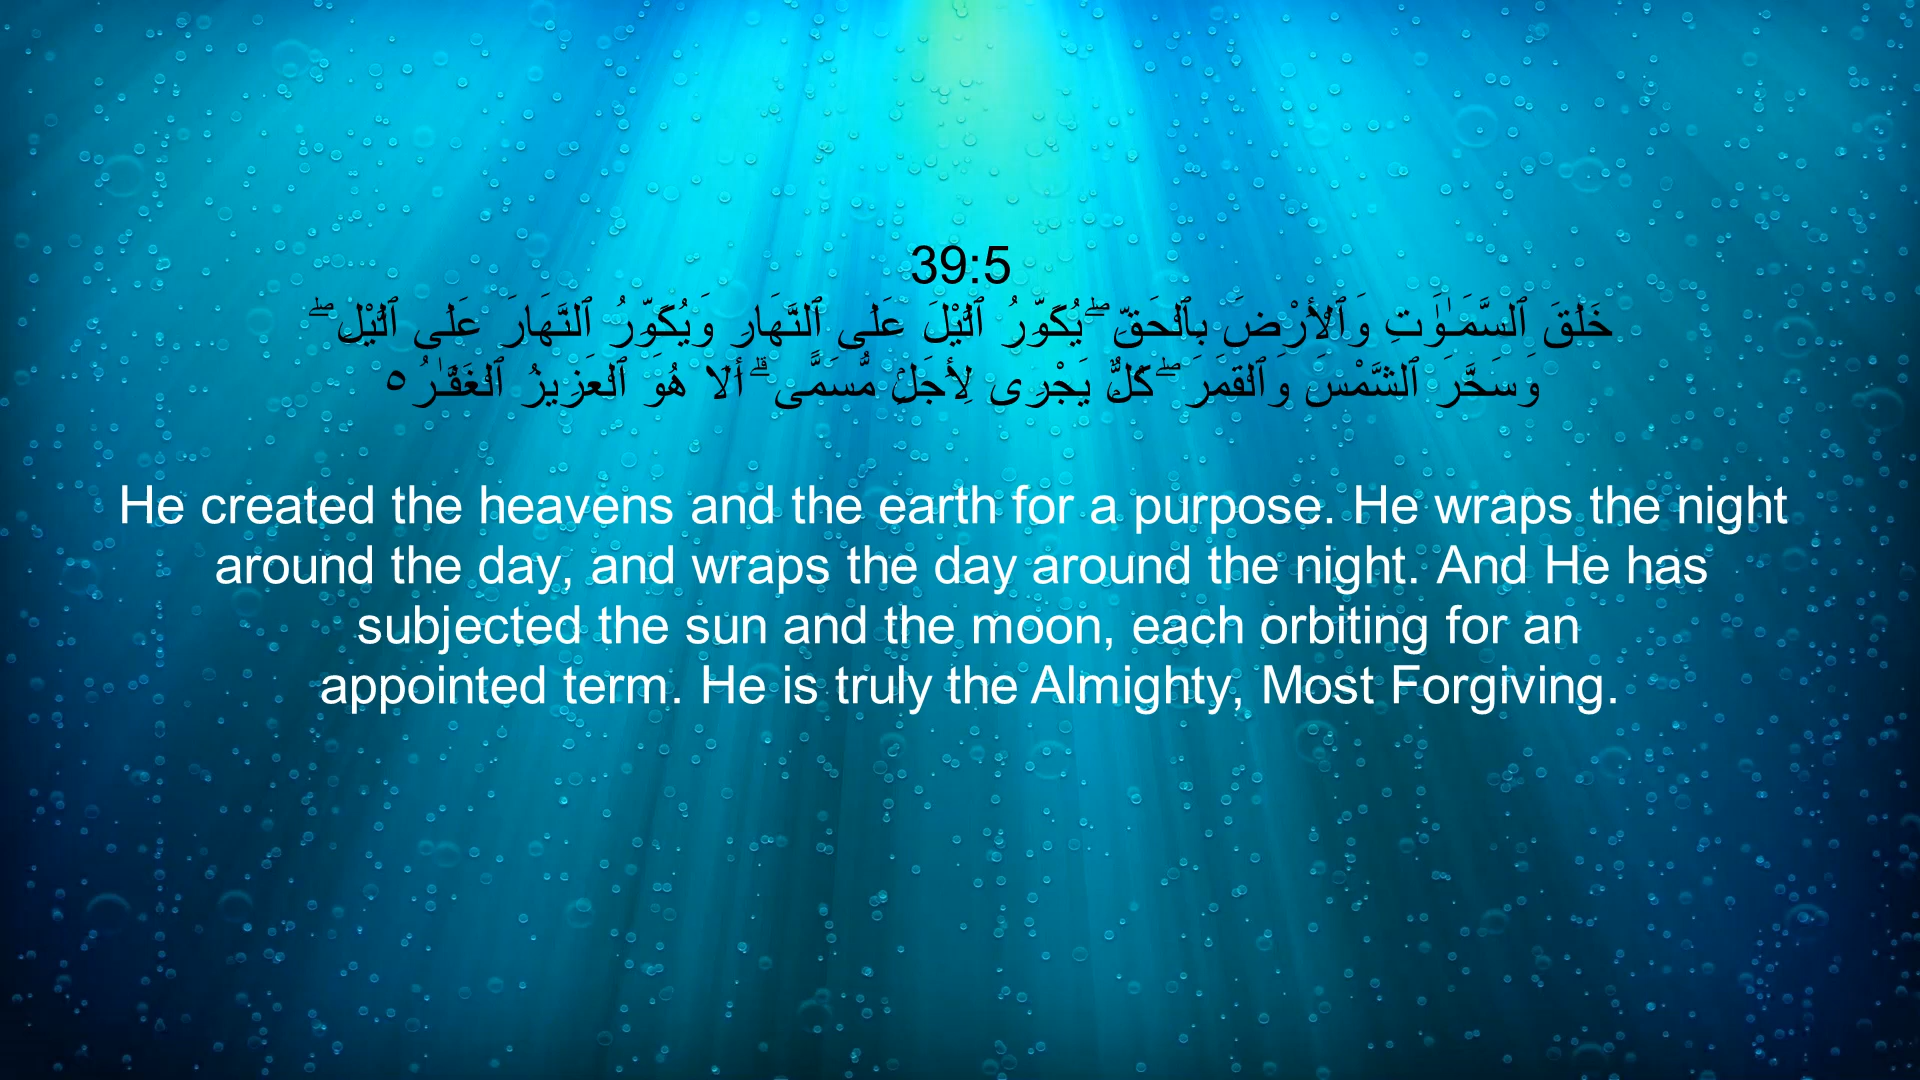 39:5
خَلَقَ ٱلسَّمَـٰوَٰتِ وَٱلْأَرْضَ بِٱلْحَقِّ ۖ يُكَوِّرُ ٱلَّيْلَ عَلَى ٱلنَّهَارِ وَيُكَوِّرُ ٱلنَّهَارَ عَلَى ٱلَّيْلِ ۖ
وَسَخَّرَ ٱلشَّمْسَ وَٱلْقَمَرَ ۖ كُلٌّۭ يَجْرِى لِأَجَلٍۢ مُّسَمًّى ۗ أَلَا هُوَ ٱلْعَزِيزُ ٱلْغَفَّـٰرُ ٥
He created the heavens and the earth for a purpose. He wraps the night
around the day, and wraps the day around the night. And He has
subjected the sun and the moon, each orbiting for an
appointed term. He is truly the Almighty, Most Forgiving.